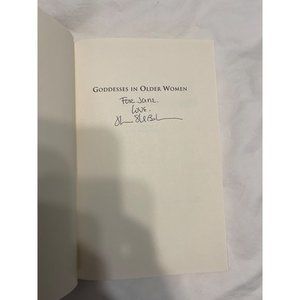 GODDESSES IN OLDER WOMEN
For Jane.
Love.